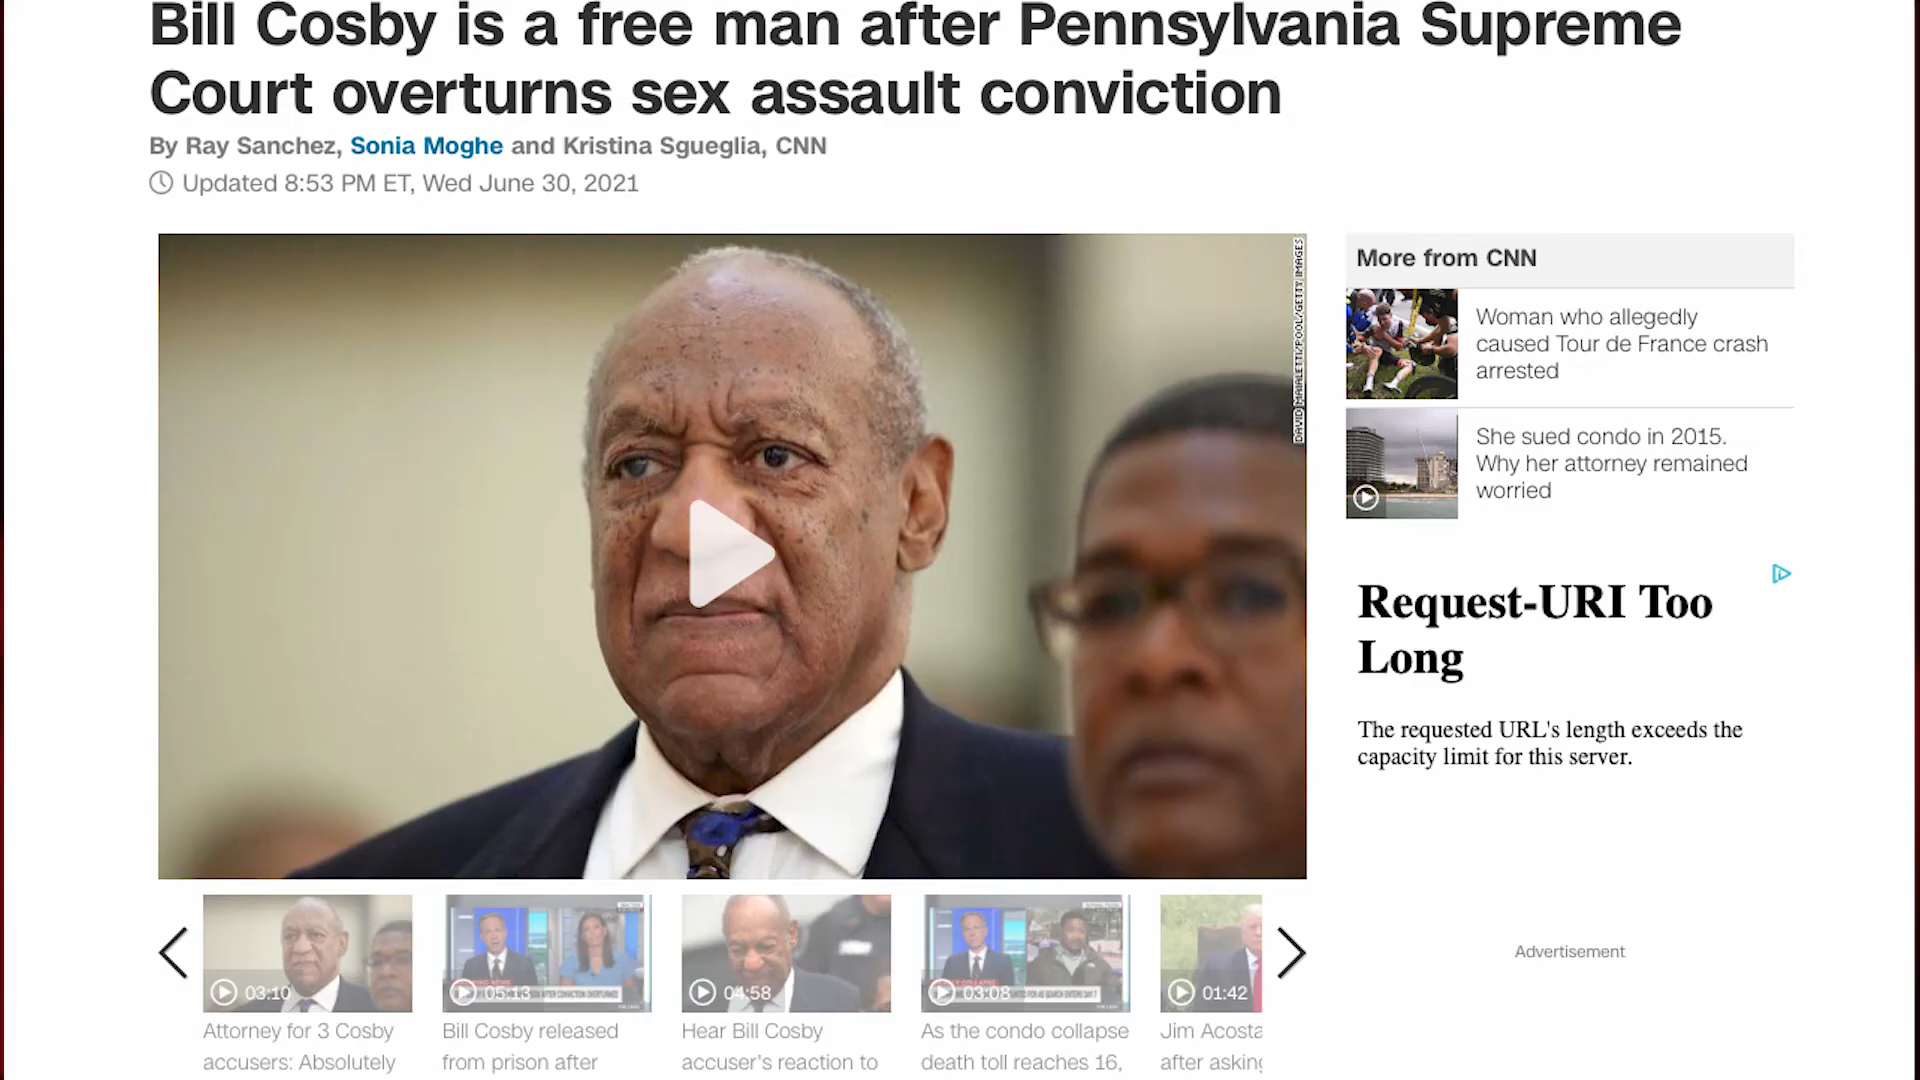 Bill Cosby is a free man after Pennsylvania Supreme
Court overturns sex assault conviction
By Ray Sanchez, Sonia Moghe and Kristina Sgueglia, CNN
Updated 8:53 PM ET, Wed June 30, 2021
DAVID MAIALETTI/POOL/GETTY IMAGES
More from CNN
Woman who allegedly
caused Tour de France crash
arrested
She sued condo in 2015.
Why her attorney remained
worried
Request-URI Too
Long
The requested URL's length exceeds the
capacity limit for this server.
Advertisement
03:10
05:13
04:58
03:08
01:42
Attorney for 3 Cosby
accusers: Absolutely
Bill Cosby released
from prison after
Hear Bill Cosby
accuser's reaction to
As the condo collapse
death toll reaches 16,
Jim Acosta
after asking